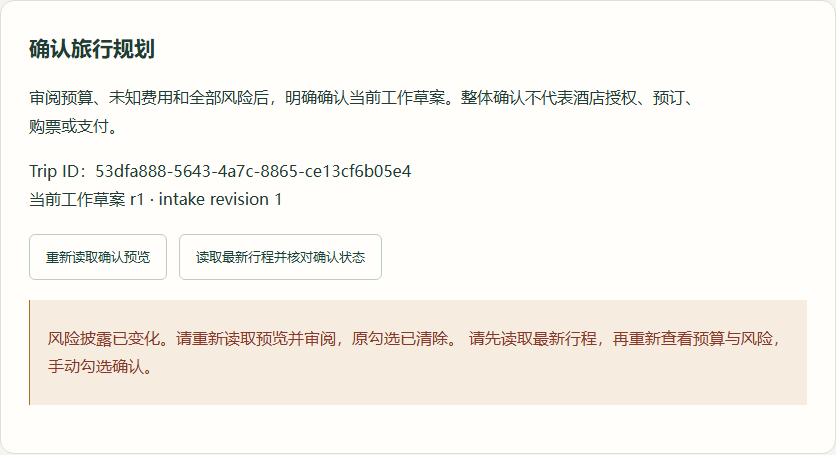 确认旅行规划
审阅预算、未知费用和全部风险后，明确确认当前工作草案。整体确认不代表酒店授权、预订、
购票或支付。
Trip ID：53dfa888-5643-4a7c-8865-ce13cf6b05e4
当前工作草案 r1 · intake revision 1
重新读取确认预览 读取最新行程并核对确认状态
风险披露已变化。请重新读取预览并审阅，原勾选已清除。 请先读取最新行程，再重新查看预算与风险，
手动勾选确认。